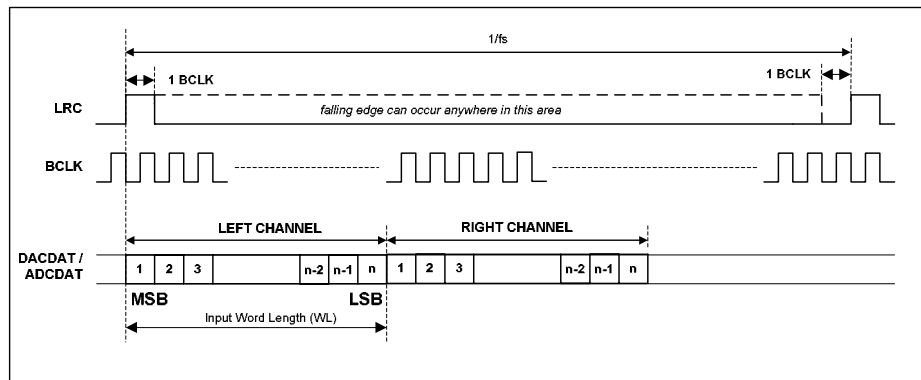 1/fs
1 BCLK
1 BCLK
LRC
falling edge can occur anywhere in this area
BCLK
LEFT CHANNEL
RIGHT CHANNEL
DACDAT /
ADCDAT
1 2 3 n-2 n-1 n 1 2 3 n-2 n-1 n
MSB
LSB
Input Word Length (WL)